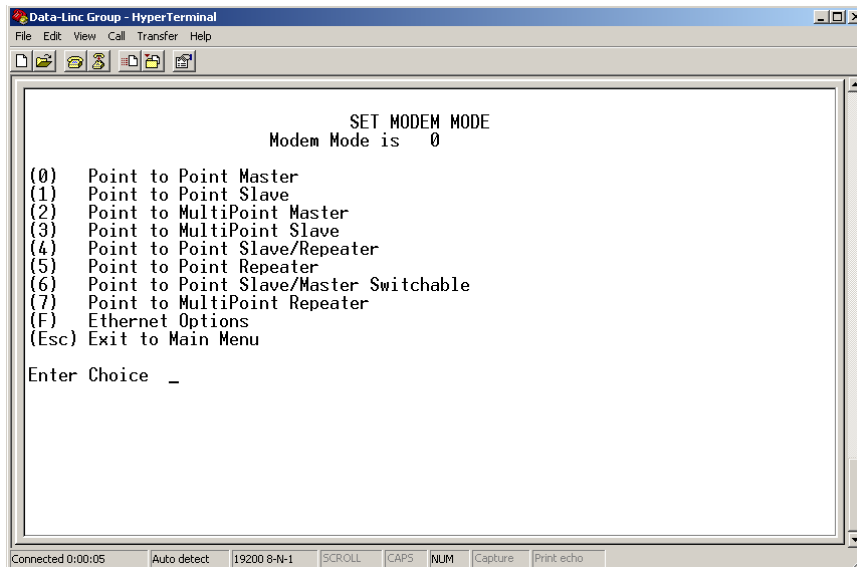 Data-Linc Group - HyperTerminal
File Edit View Call Transfer Help
SET MODEM MODE
Modem Mode is 0
(0) Point to Point Master
(1) Point to Point Slave
(2) Point to MultiPoint Master
(3) Point to MultiPoint Slave
(4) Point to Point Slave/Repeater
(5) Point to Point Repeater
(6) Point to Point Slave/Master Switchable
(7) Point to MultiPoint Repeater
(F) Ethernet Options
(Esc) Exit to Main Menu
Enter Choice _
Connected 0:00:05 Auto detect 19200 8-N-1 SCROLL CAPS NUM Capture Print echo